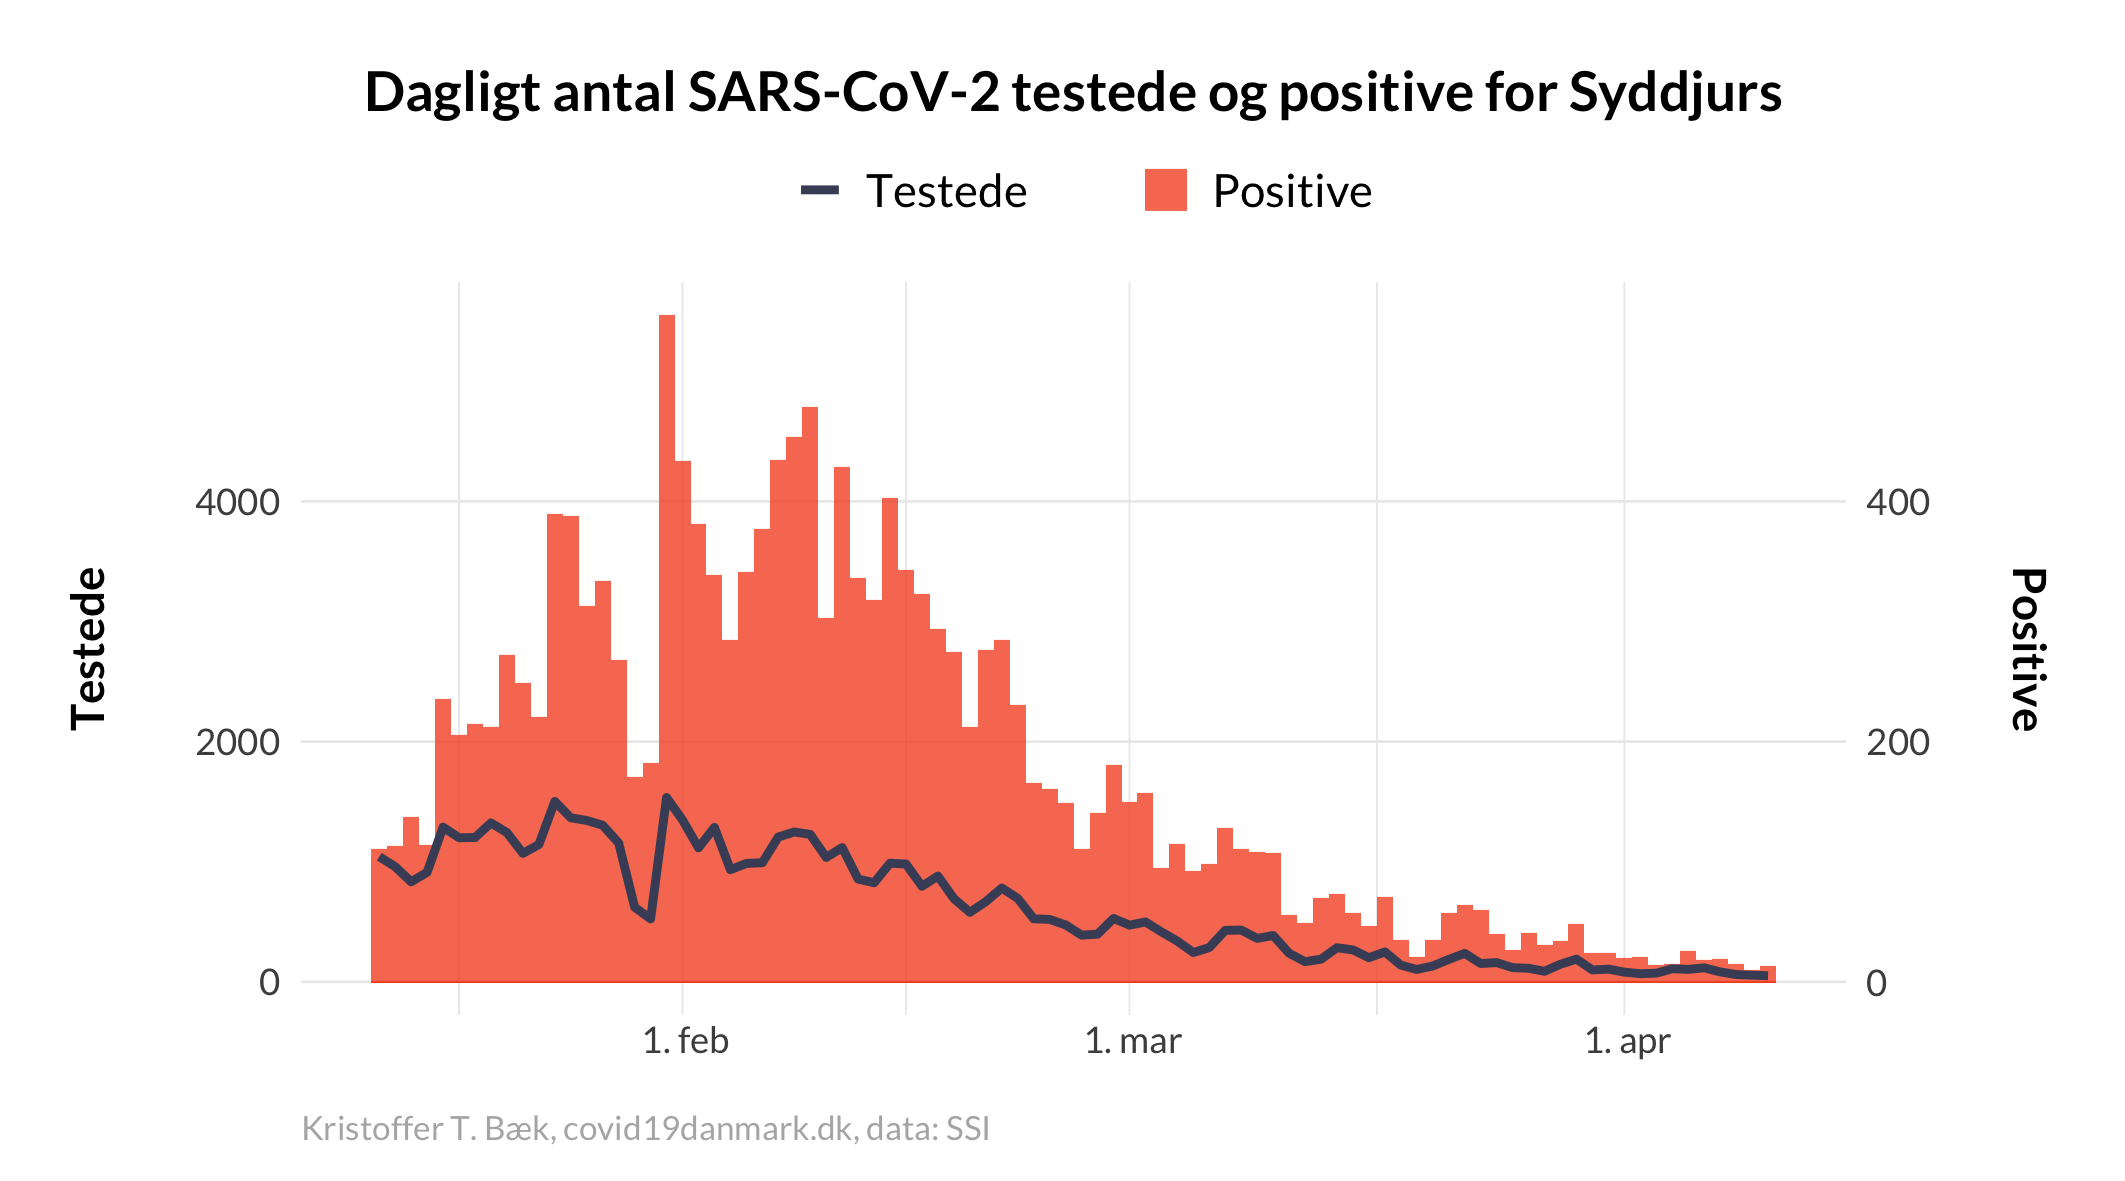 Dagligt antal SARS-CoV-2 testede og positive for Syddjurs
Testede
Positive
4000
2000
0
Testede
400
200
0
Positive
1. feb
1. mar
1. apr
Kristoffer T. Bæk, covid19danmark.dk, data: SSI